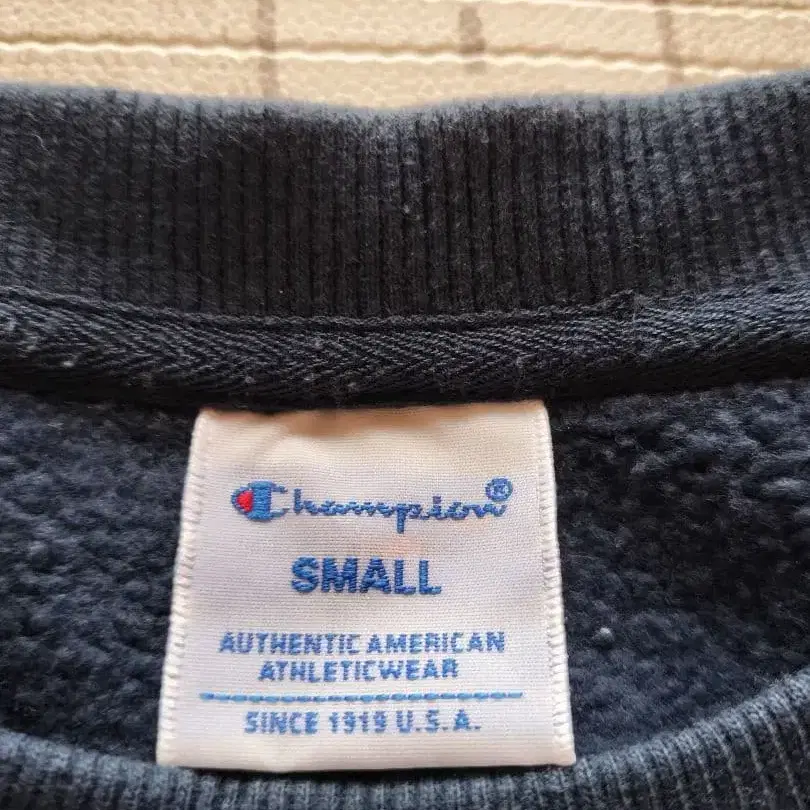 Champion®
SMALL
AUTHENTIC AMERICAN
ATHLETICWEAR
SINCE 1919 U.S.A.